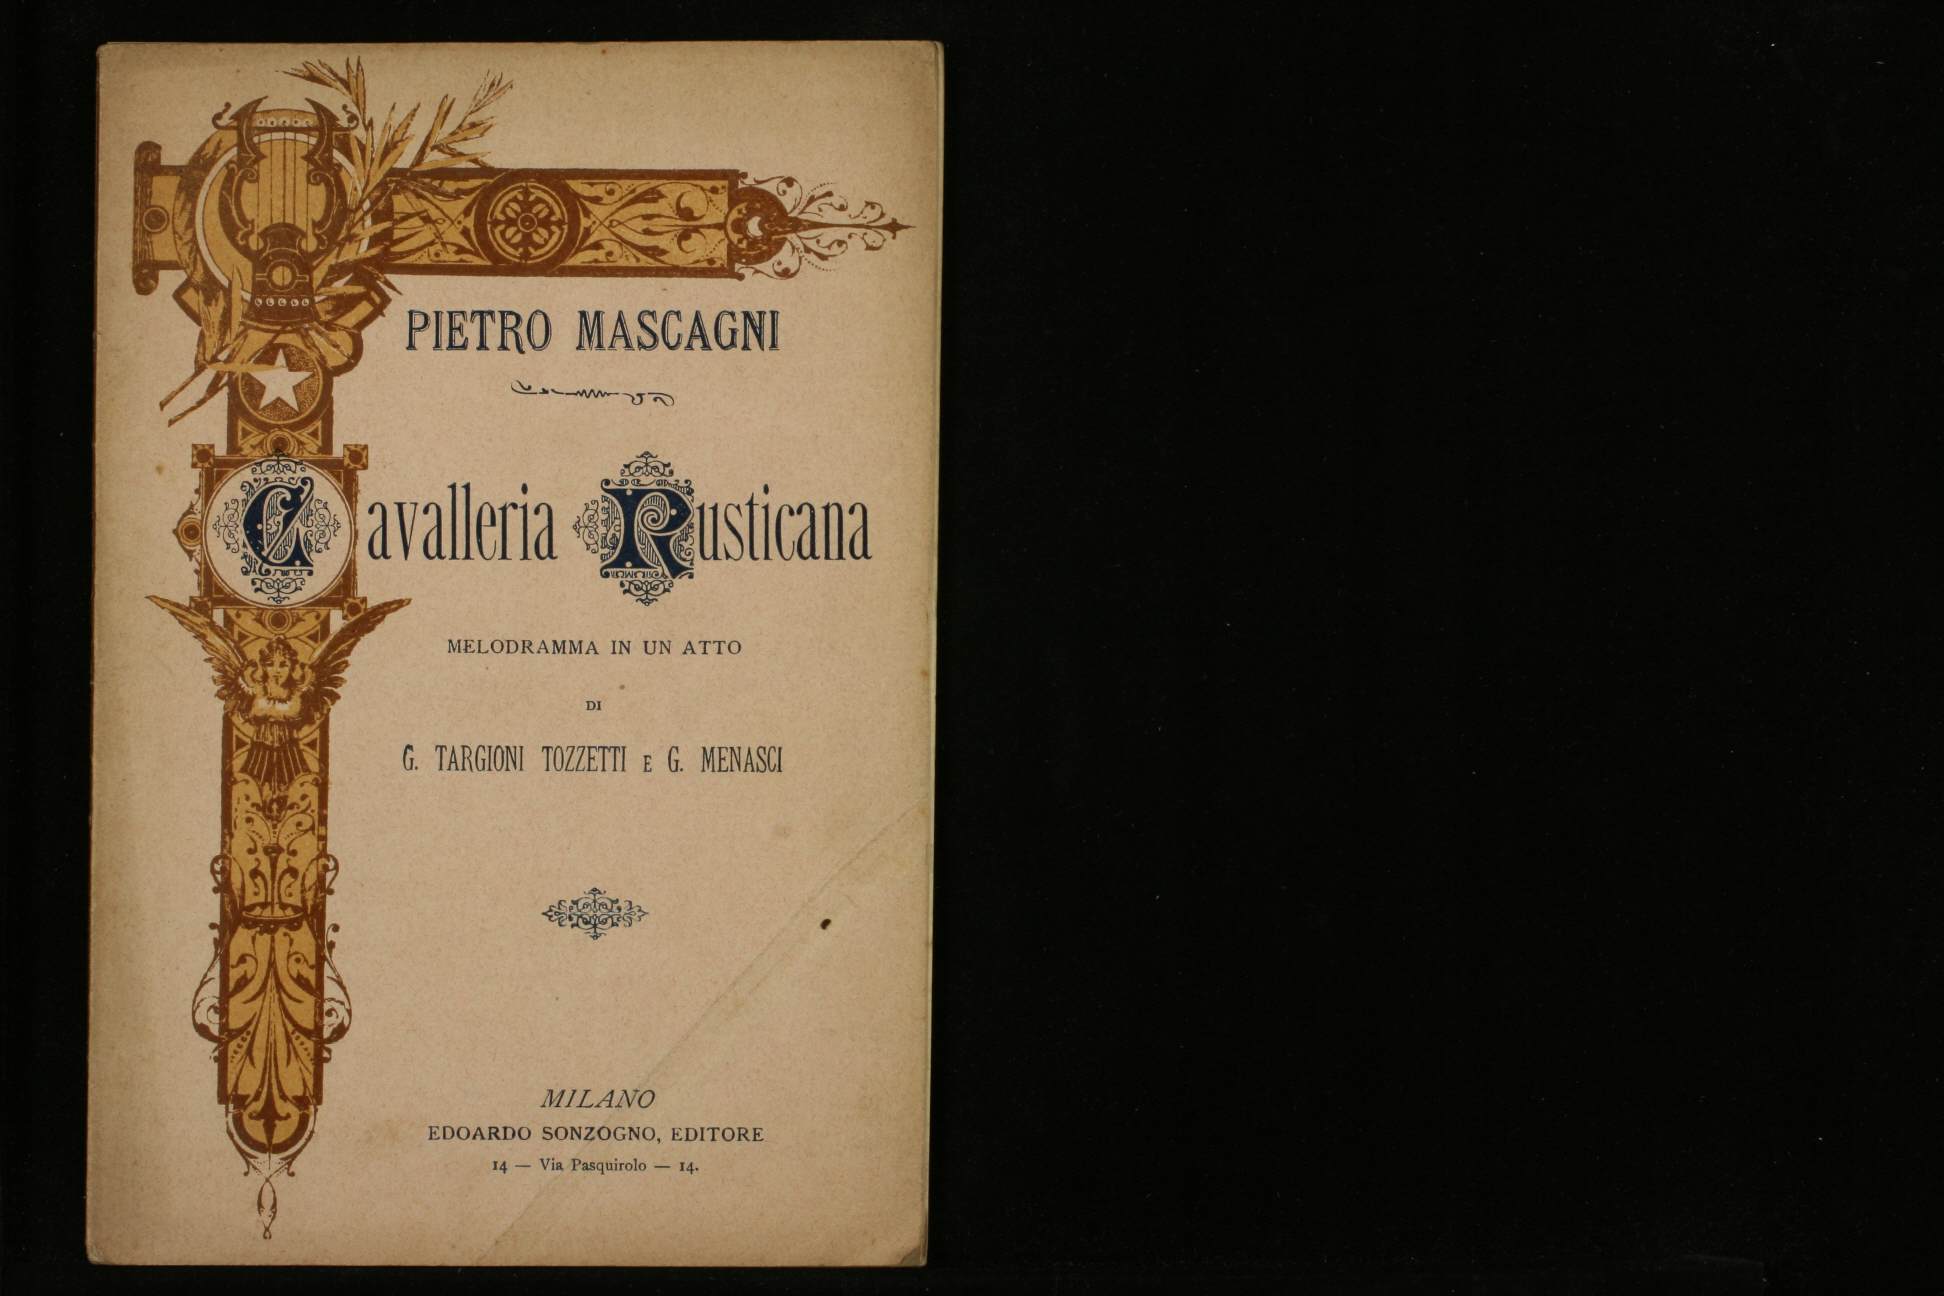 PIETRO MASCAGNI
Cavalleria Rusticana
MELODRAMMA IN UN ATTO
DI
G. TARGIONI TOZZETTI E G. MENASCI
MILANO
EDOARDO SONZOGNO, EDITORE
14 — Via Pasquirolo — 14.